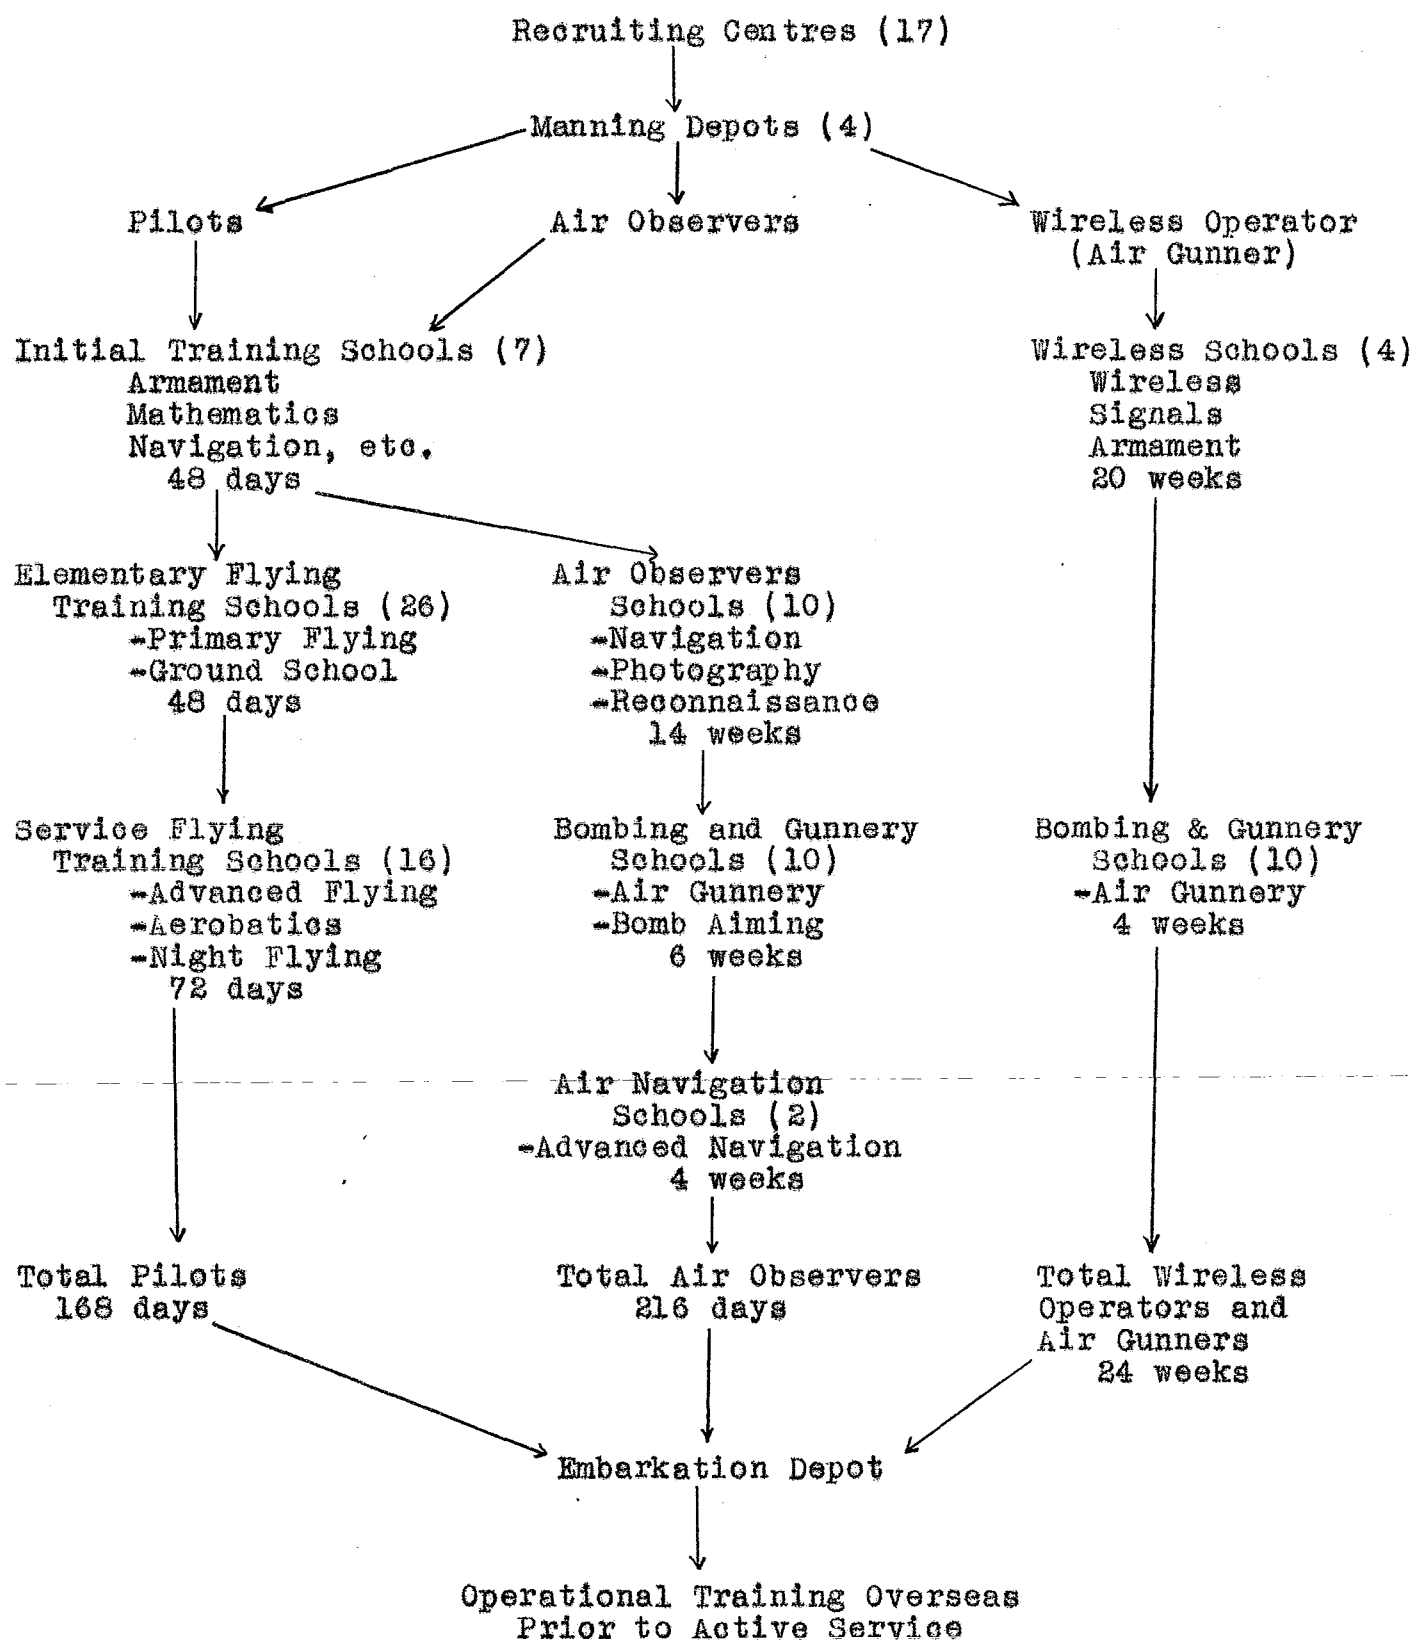 Recruiting Centres (17)
Manning Depots (4)
Pilots
Air Observers
Wireless Operator
(Air Gunner)
Initial Training Schools (7)
Armament
Mathematics
Navigation, etc.
48 days
Wireless Schools (4)
Wireless
Signals
Armament
20 weeks
Elementary Flying
Training Schools (26)
-Primary Flying
-Ground School
48 days
Air Observers
Schools (10)
-Navigation
-Photography
-Reconnaissance
14 weeks
Service Flying
Training Schools (16)
-Advanced Flying
-Aerobatics
-Night Flying
72 days
Bombing and Gunnery
Schools (10)
-Air Gunnery
-Bomb Aiming
6 weeks
Bombing & Gunnery
Schools (10)
-Air Gunnery
4 weeks
Air Navigation
Schools (2)
-Advanced Navigation
4 weeks
Total Pilots
168 days
Total Air Observers
216 days
Total Wireless
Operators and
Air Gunners
24 weeks
Embarkation Depot
Operational Training Overseas
Prior to Active Service